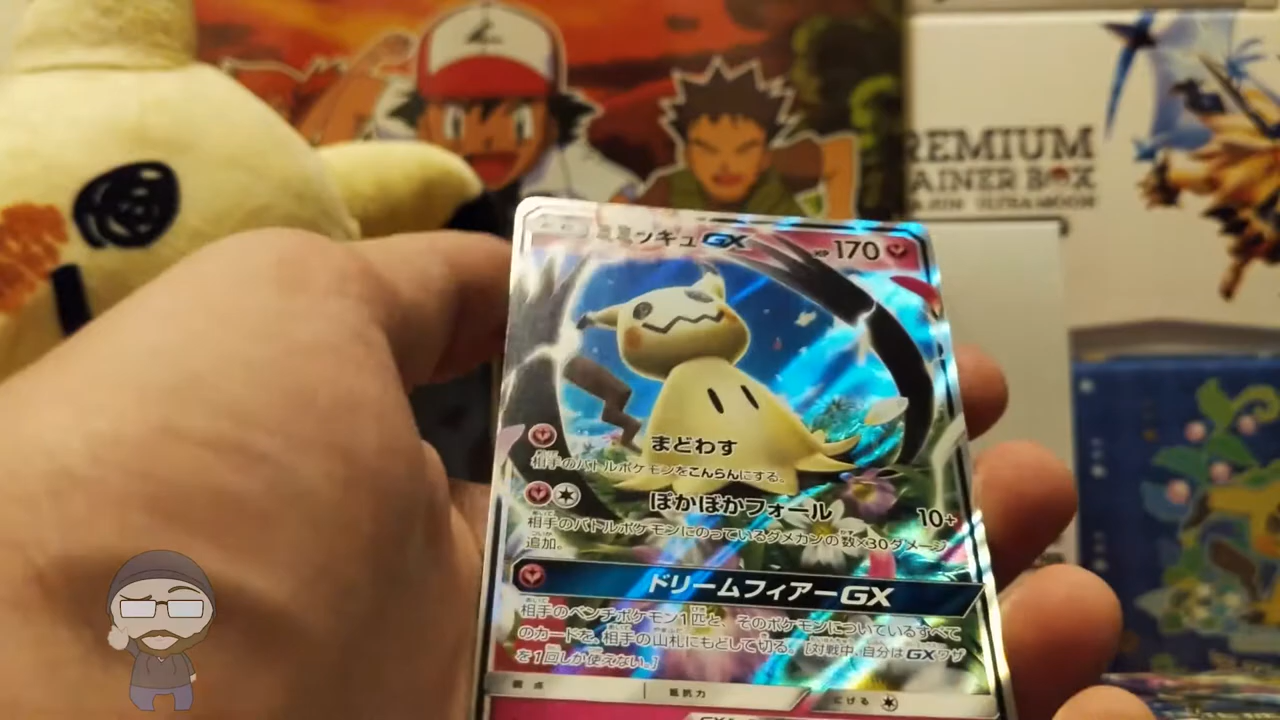 PREMIUM
TRAINER BOX
ミミッキュGX HP 170
まどわす
相手のバトルポケモンをこんらんにする。
ぽかぽかフォール 10+
相手のバトルポケモンにのっているダメカンの数×30ダメージ
追加。
ドリームフィアーGX
相手のベンチポケモン1匹と、そのポケモンについているすべて
のカードを、相手の山札にもどして切る。[対戦中、自分はGXワザ
を1回しか使えない。]
弱点 抵抗力 にげる